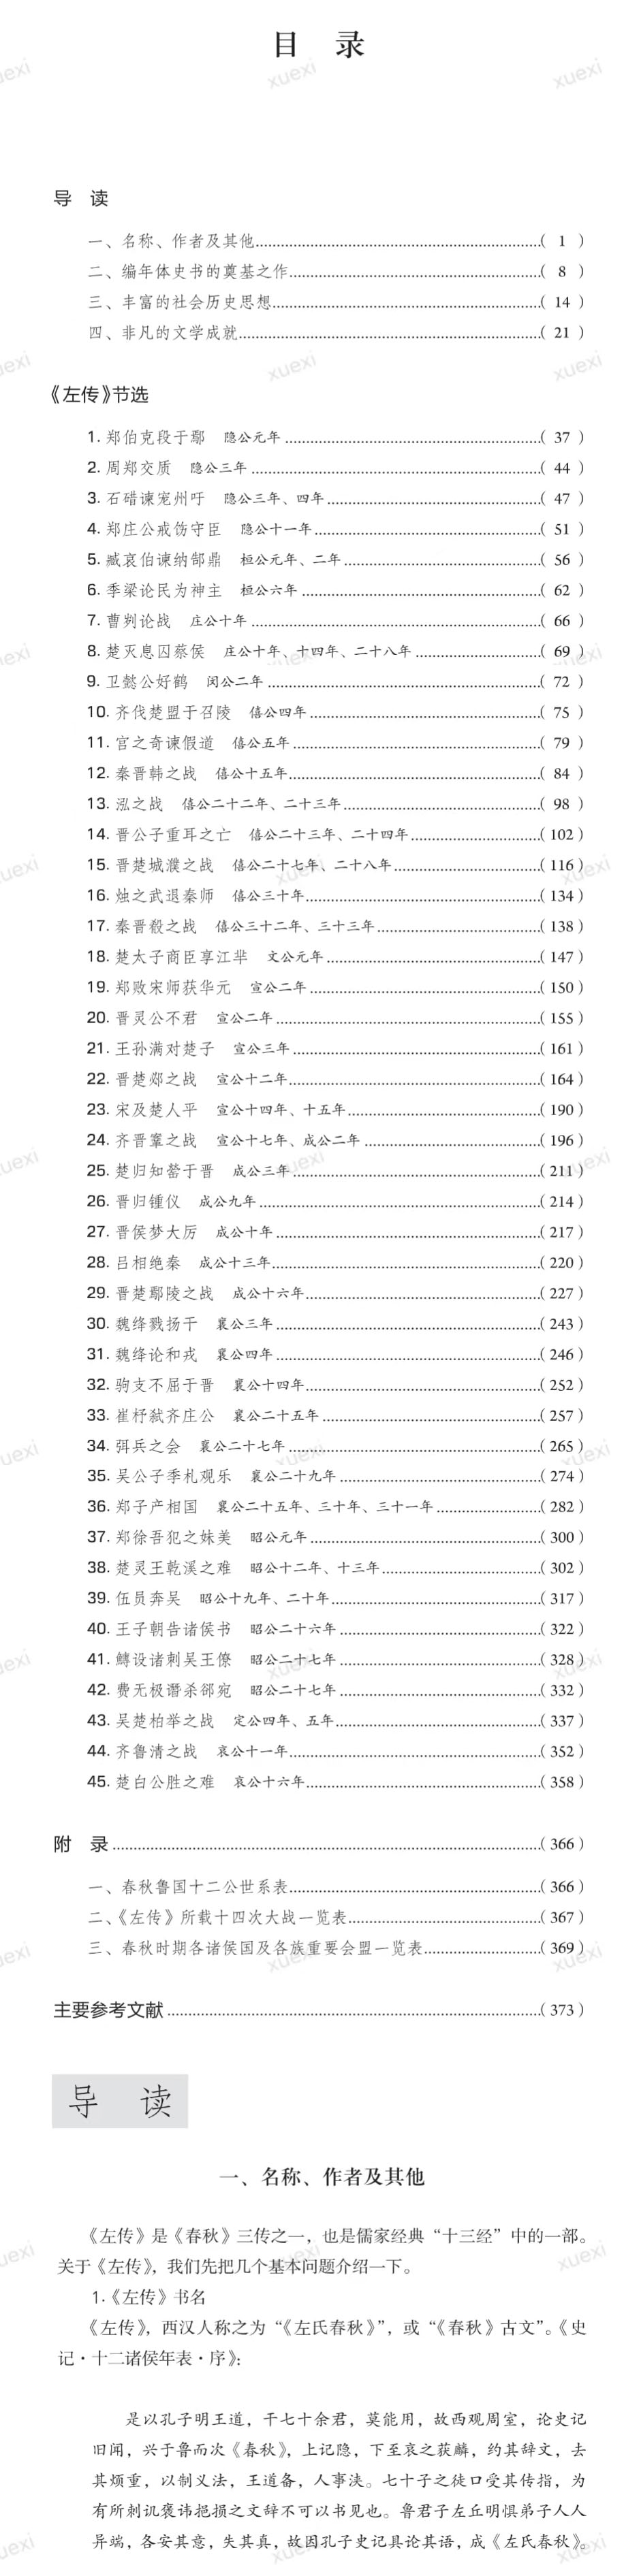 目 录
导 读
一、名称、作者及其他(1)
二、编年体史书的奠基之作(8)
三、丰富的社会历史思想(14)
四、非凡的文学成就(21)
《左传》节选
1. 郑伯克段于鄢 隐公元年(37)
2. 周郑交质 隐公三年(44)
3. 石碏谏宠州吁 隐公三年、四年(47)
4. 郑庄公戒饬守臣 隐公十一年(51)
5. 臧哀伯谏纳郜鼎 桓公元年、二年(56)
6. 季梁论民为神主 桓公六年(62)
7. 曹刿论战 庄公十年(66)
8. 楚灭息囚蔡侯 庄公十年、十四年、二十八年(69)
9. 卫懿公好鹤 闵公二年(72)
10. 齐伐楚盟于召陵 僖公四年(75)
11. 宫之奇谏假道 僖公五年(79)
12. 秦晋韩之战 僖公十五年(84)
13. 泓之战 僖公二十二年、二十三年(98)
14. 晋公子重耳之亡 僖公二十三年、二十四年(102)
15. 晋楚城濮之战 僖公二十七年、二十八年(116)
16. 烛之武退秦师 僖公三十年(134)
17. 秦晋殽之战 僖公三十二年、三十三年(138)
18. 楚太子商臣享江芈 文公元年(147)
19. 郑败宋师获华元 宣公二年(150)
20. 晋灵公不君 宣公二年(155)
21. 王孙满对楚子 宣公三年(161)
22. 晋楚邲之战 宣公十二年(164)
23. 宋及楚人平 宣公十四年、十五年(190)
24. 齐晋鞌之战 宣公十七年、成公二年(196)
25. 楚归知罃于晋 成公三年(211)
26. 晋归锺仪 成公九年(214)
27. 晋侯梦大厉 成公十年(217)
28. 吕相绝秦 成公十三年(220)
29. 晋楚鄢陵之战 成公十六年(227)
30. 魏绛戮扬干 襄公三年(243)
31. 魏绛论和戎 襄公四年(246)
32. 驹支不屈于晋 襄公十四年(252)
33. 崔杼弑齐庄公 襄公二十五年(257)
34. 弭兵之会 襄公二十七年(265)
35. 吴公子季札观乐 襄公二十九年(274)
36. 郑子产相国 襄公二十五年、三十年、三十一年(282)
37. 郑徐吾犯之妹美 昭公元年(300)
38. 楚灵王乾溪之难 昭公十二年、十三年(302)
39. 伍员奔吴 昭公十九年、二十年(317)
40. 王子朝告诸侯书 昭公二十六年(322)
41. 鱄设诸刺吴王僚 昭公二十七年(328)
42. 费无极谮杀郤宛 昭公二十七年(332)
43. 吴楚柏举之战 定公四年、五年(337)
44. 齐鲁清之战 哀公十一年(352)
45. 楚白公胜之难 哀公十六年(358)
附 录(366)
一、春秋鲁国十二公世系表(366)
二、《左传》所载十四次大战一览表(367)
三、春秋时期各诸侯国及各族重要会盟一览表(369)
主要参考文献(373)
导 读
一、名称、作者及其他
《左传》是《春秋》三传之一，也是儒家经典“十三经”中的一部。
关于《左传》，我们先把几个基本问题介绍一下。
1.《左传》书名
《左传》，西汉人称之为“《左氏春秋》”，或“《春秋》古文”。《史
记·十二诸侯年表·序》：
是以孔子明王道，干七十余君，莫能用，故西观周室，论史记
旧闻，兴于鲁而次《春秋》，上记隐，下至哀之获麟，约其辞文，去
其烦重，以制义法，王道备，人事浃。七十子之徒口受其传指，为
有所刺讥褒讳挹损之文辞不可以书见也。鲁君子左丘明惧弟子人人
异端，各安其意，失其真，故因孔子史记具论其语，成《左氏春秋》。